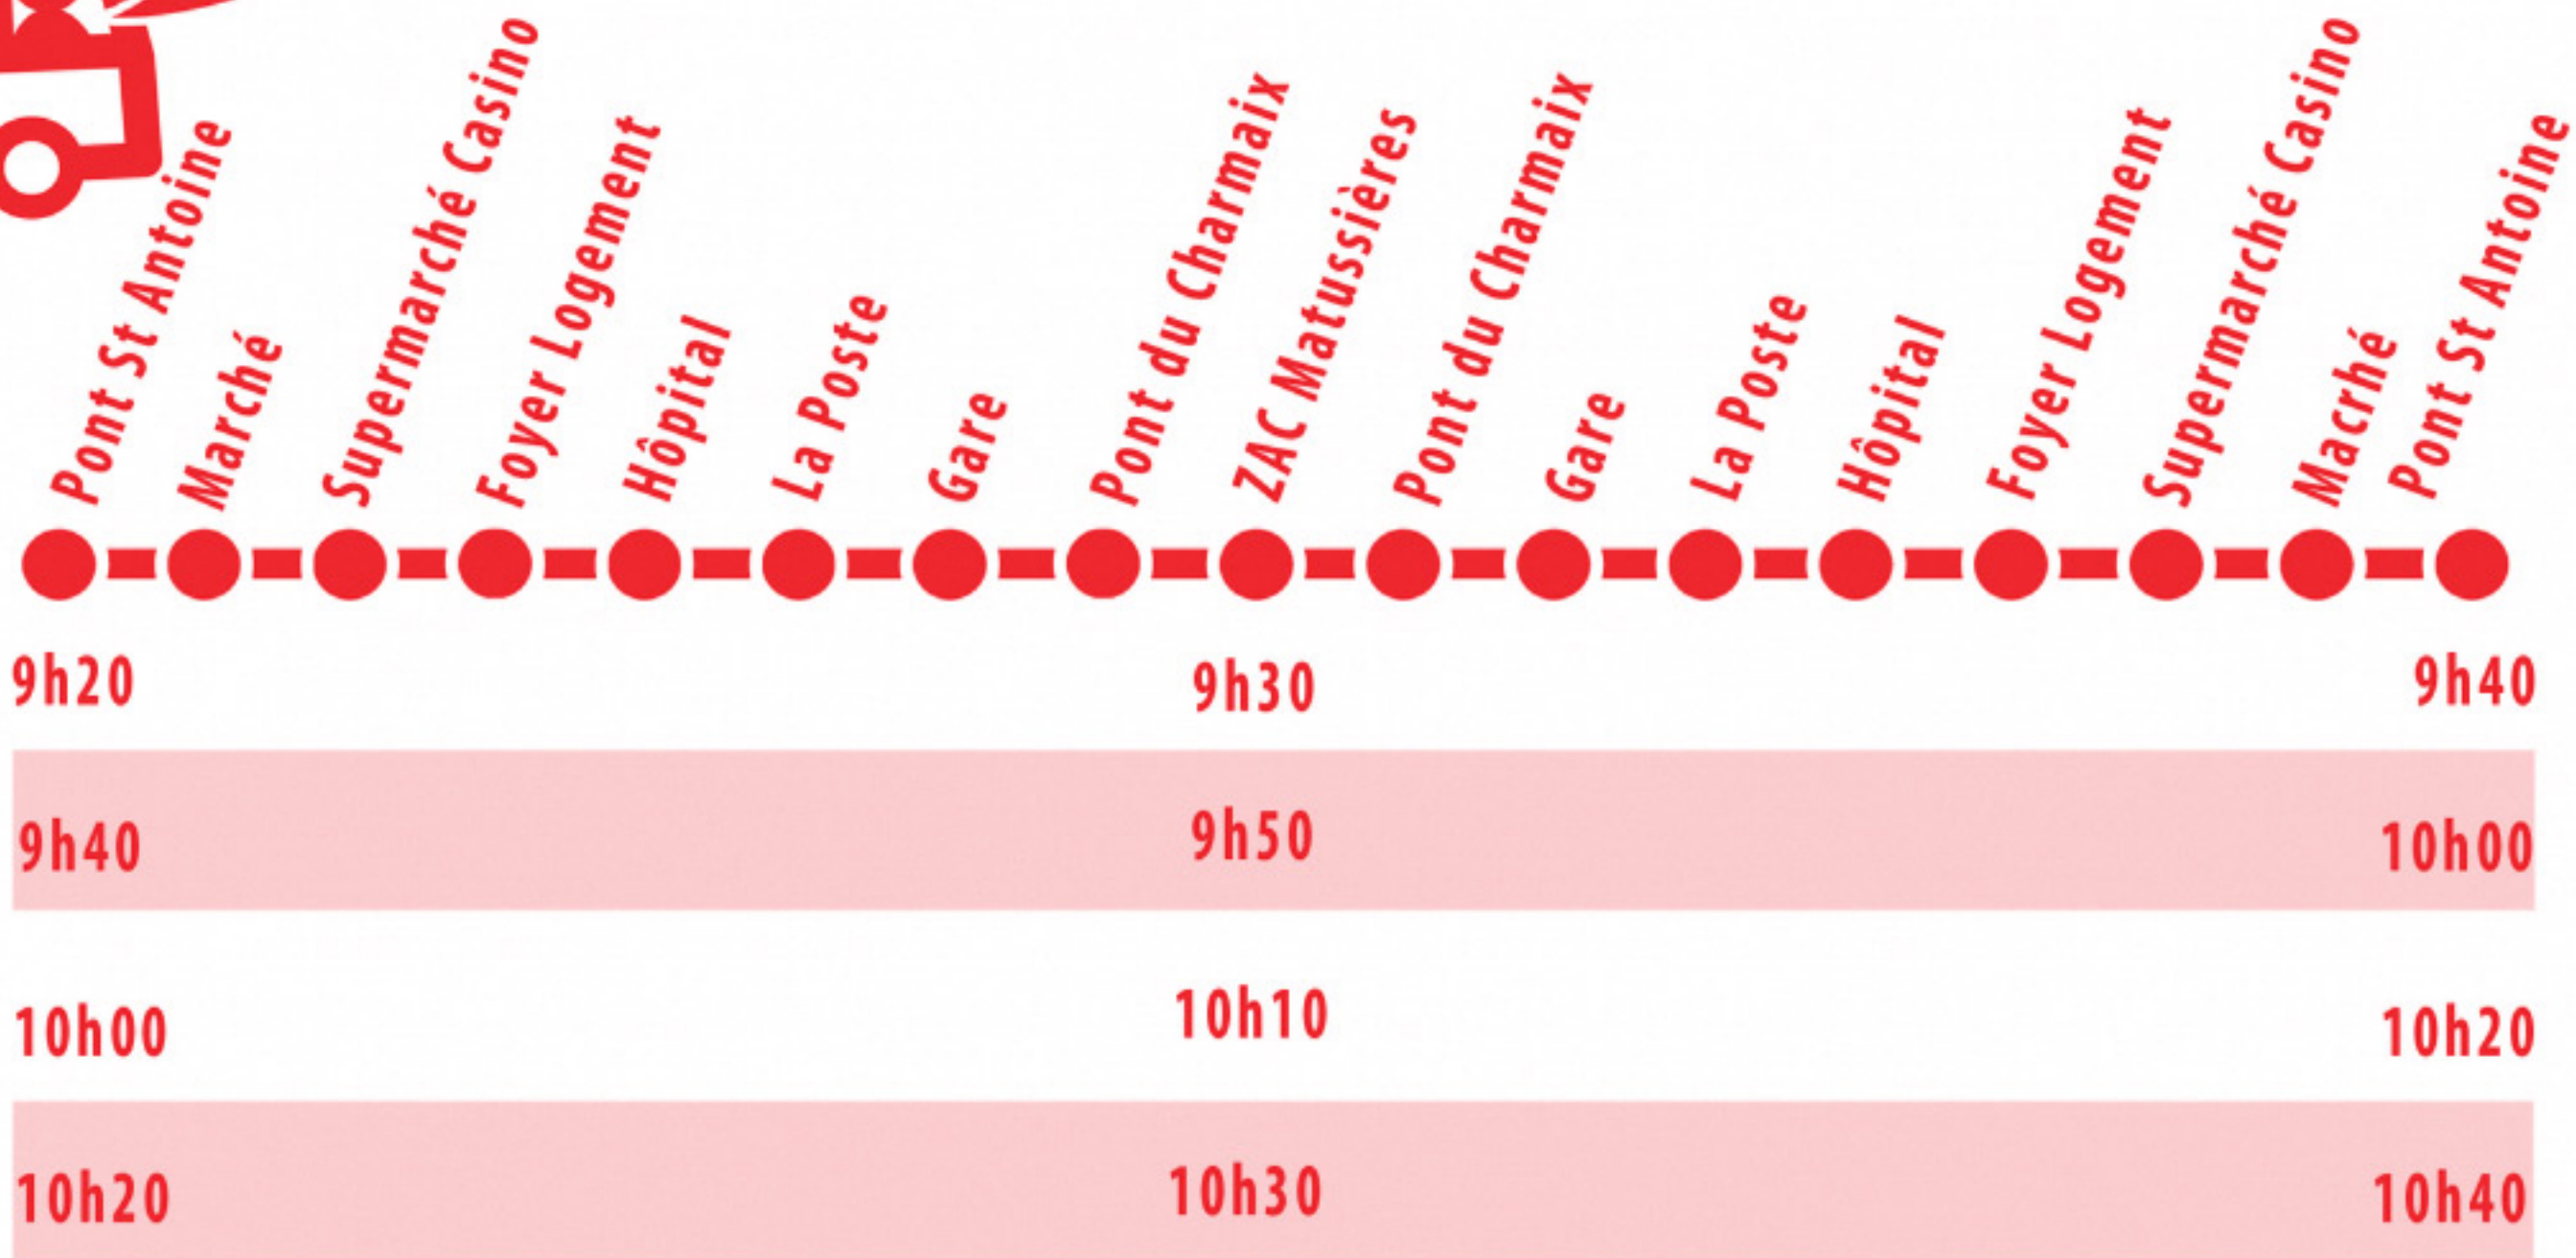 Pont St Antoine
Marché
Supermarché Casino
Foyer Logement
Hôpital
La Poste
Gare
Pont du Charmaix
ZAC Matussières
Pont du Charmaix
Gare
La Poste
Hôpital
Foyer Logement
Supermarché Casino
Macrhé
Pont St Antoine
9h20 9h30 9h40
9h40 9h50 10h00
10h00 10h10 10h20
10h20 10h30 10h40